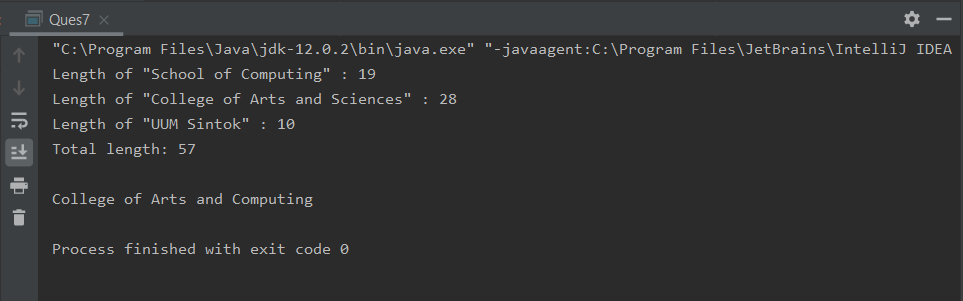 Ques7
"C:\Program Files\Java\jdk-12.0.2\bin\java.exe" "-javaagent:C:\Program Files\JetBrains\IntelliJ IDEA
Length of "School of Computing" : 19
Length of "College of Arts and Sciences" : 28
Length of "UUM Sintok" : 10
Total length: 57
College of Arts and Computing
Process finished with exit code 0